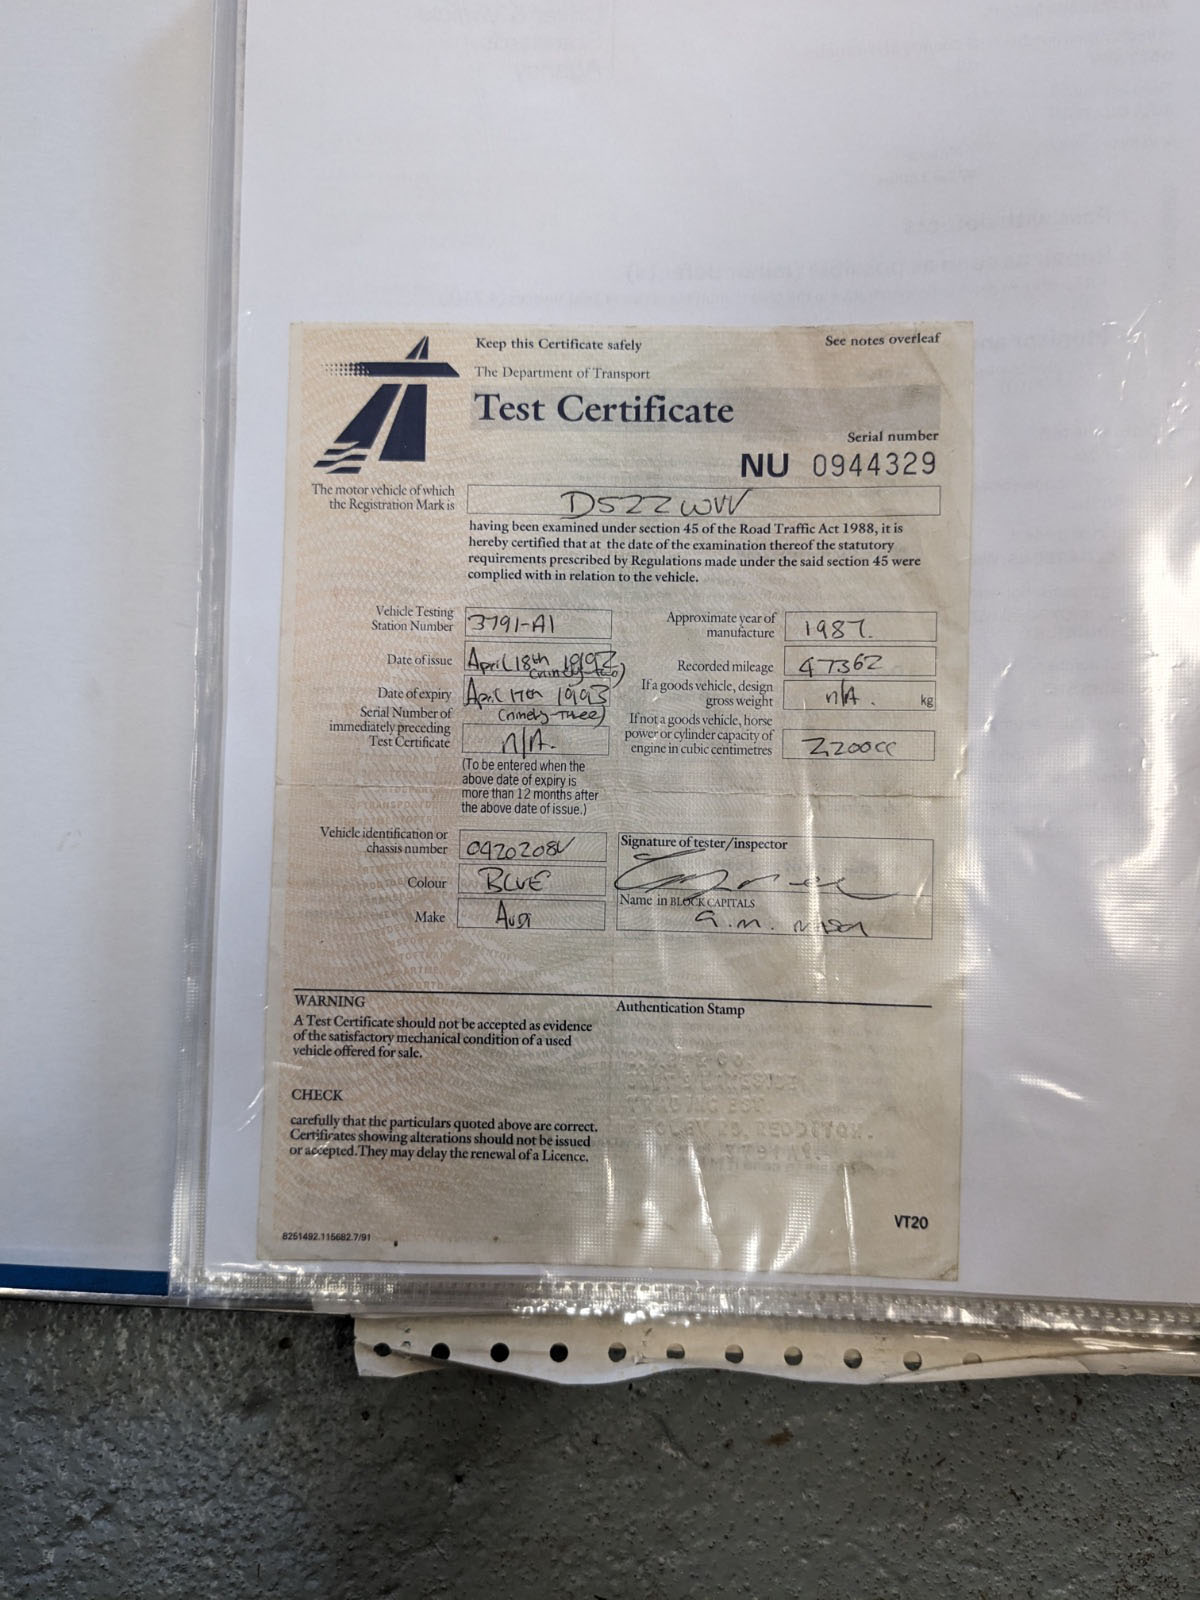 Keep this Certificate safely
See notes overleaf
The Department of Transport
Test Certificate
Serial number
NU 0944329
The motor vehicle of which
the Registration Mark is
D522 WVV
having been examined under section 45 of the Road Traffic Act 1988, it is
hereby certified that at the date of the examination thereof the statutory
requirements prescribed by Regulations made under the said section 45 were
complied with in relation to the vehicle.
Vehicle Testing
Station Number
3791-A1
Approximate year of
manufacture
1987.
Date of issue
April 18th 1992
Recorded mileage
47362
Date of expiry
April 17th 1993
If a goods vehicle, design
gross weight
n/A.
kg
Serial Number of
immediately preceding
Test Certificate
n/A.
If not a goods vehicle, horse
power or cylinder capacity of
engine in cubic centimetres
2200cc
(To be entered when the
above date of expiry is
more than 12 months after
the above date of issue.)
Vehicle identification or
chassis number
Signature of tester/inspector
Colour
BLUE
Name in BLOCK CAPITALS
Make
Audi
WARNING
A Test Certificate should not be accepted as evidence
of the satisfactory mechanical condition of a used
vehicle offered for sale.
Authentication Stamp
CHECK
carefully that the particulars quoted above are correct.
Certificates showing alterations should not be issued
or accepted. They may delay the renewal of a Licence.
VT20
8251492.115682.7/91